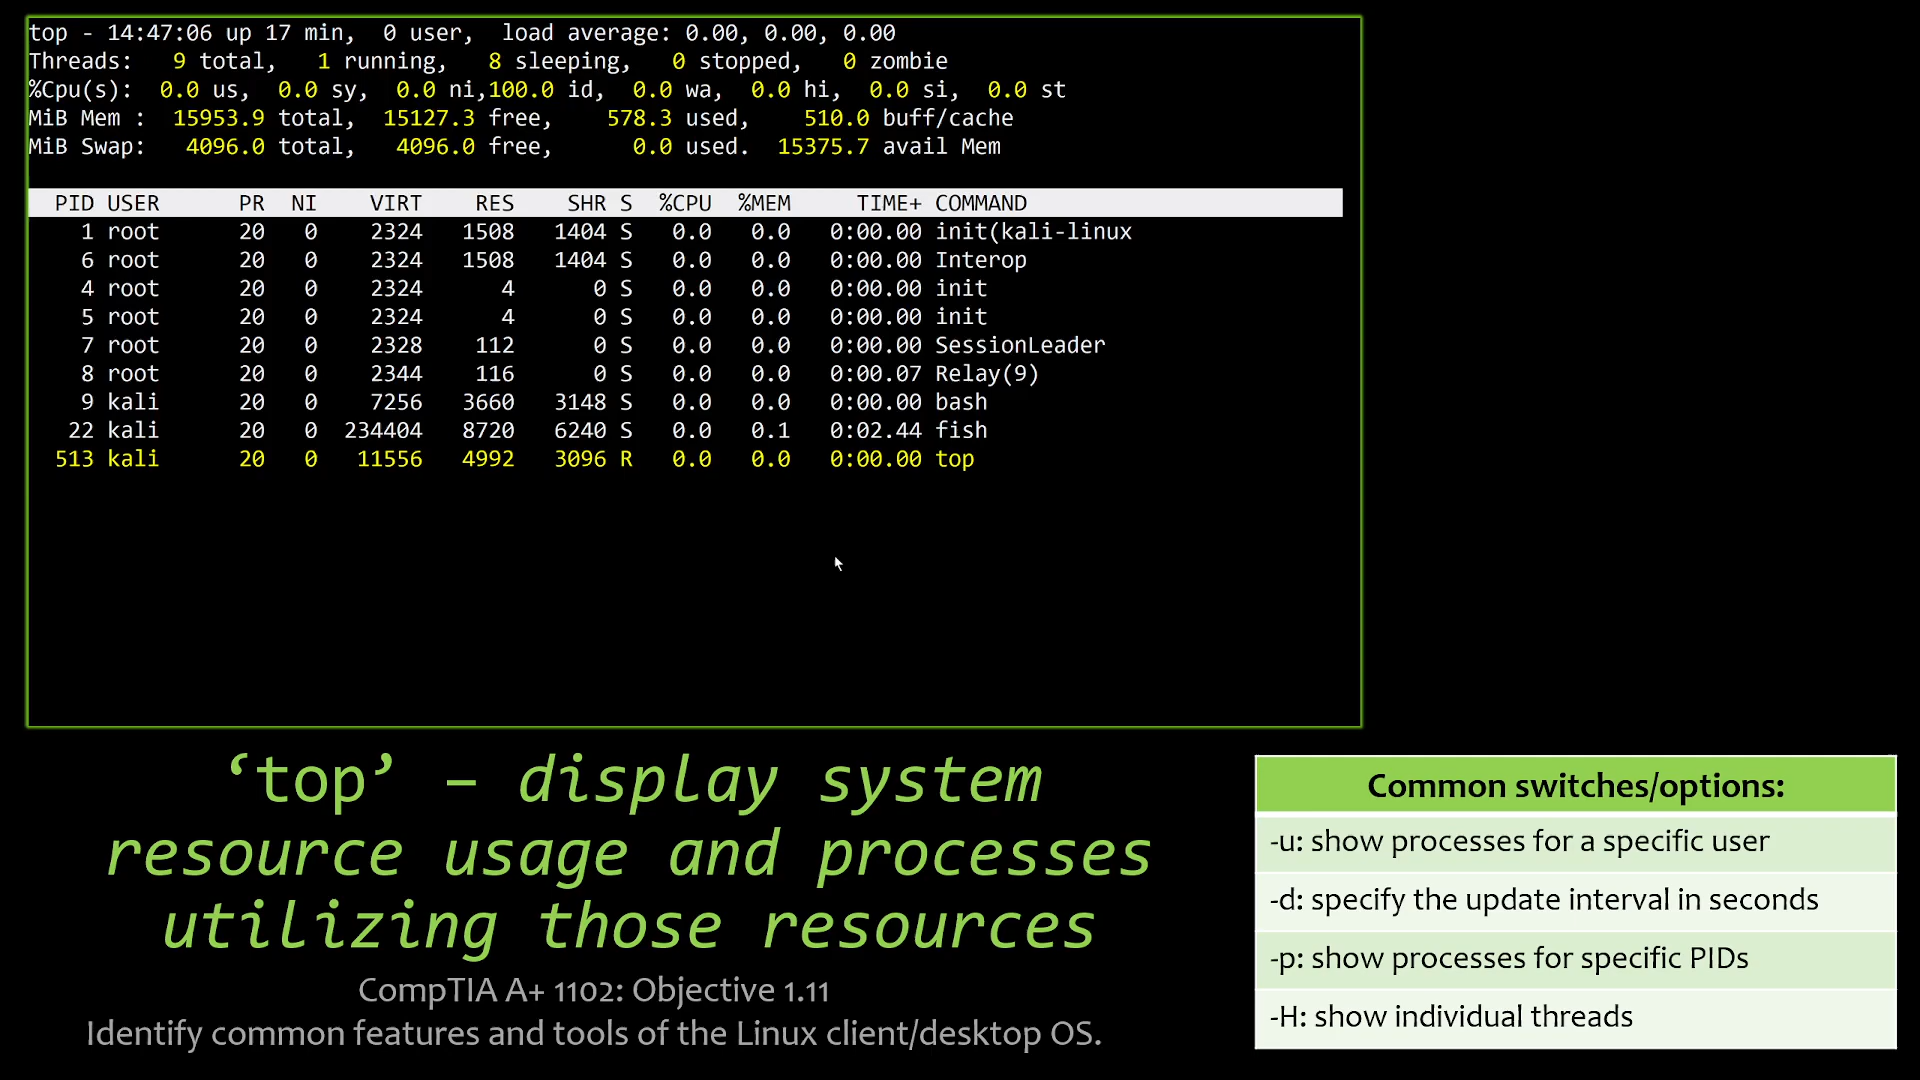 top - 14:47:06 up 17 min,  0 user,  load average: 0.00, 0.00, 0.00
Threads:   9 total,   1 running,   8 sleeping,   0 stopped,   0 zombie
%Cpu(s):  0.0 us,  0.0 sy,  0.0 ni,100.0 id,  0.0 wa,  0.0 hi,  0.0 si,  0.0 st
MiB Mem :  15953.9 total,  15127.3 free,    578.3 used,    510.0 buff/cache
MiB Swap:   4096.0 total,   4096.0 free,      0.0 used.  15375.7 avail Mem
PID USER      PR  NI    VIRT    RES    SHR S  %CPU  %MEM     TIME+ COMMAND
1 root      20   0    2324   1508   1404 S   0.0   0.0   0:00.00 init(kali-linux
6 root      20   0    2324   1508   1404 S   0.0   0.0   0:00.00 Interop
4 root      20   0    2324      4      0 S   0.0   0.0   0:00.00 init
5 root      20   0    2324      4      0 S   0.0   0.0   0:00.00 init
7 root      20   0    2328    112      0 S   0.0   0.0   0:00.00 SessionLeader
8 root      20   0    2344    116      0 S   0.0   0.0   0:00.07 Relay(9)
9 kali      20   0    7256   3660   3148 S   0.0   0.0   0:00.00 bash
22 kali      20   0  234404   8720   6240 S   0.0   0.1   0:02.44 fish
513 kali      20   0   11556   4992   3096 R   0.0   0.0   0:00.00 top
‘top’ – display system
resource usage and processes
utilizing those resources
CompTIA A+ 1102: Objective 1.11
Identify common features and tools of the Linux client/desktop OS.
Common switches/options:
-u: show processes for a specific user
-d: specify the update interval in seconds
-p: show processes for specific PIDs
-H: show individual threads